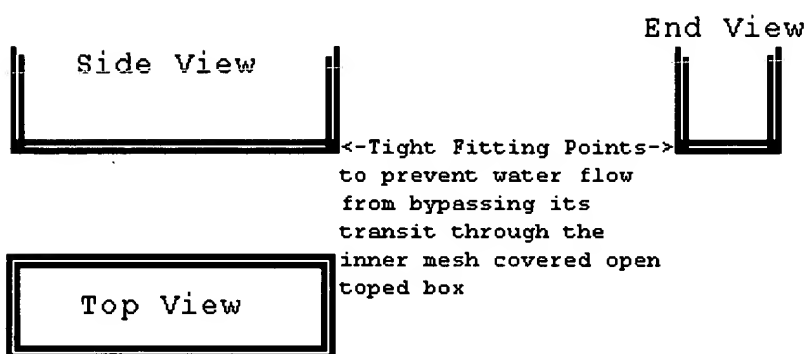 End View
Side View
<-Tight Fitting Points->
to prevent water flow
from bypassing its
transit through the
inner mesh covered open
toped box
Top View